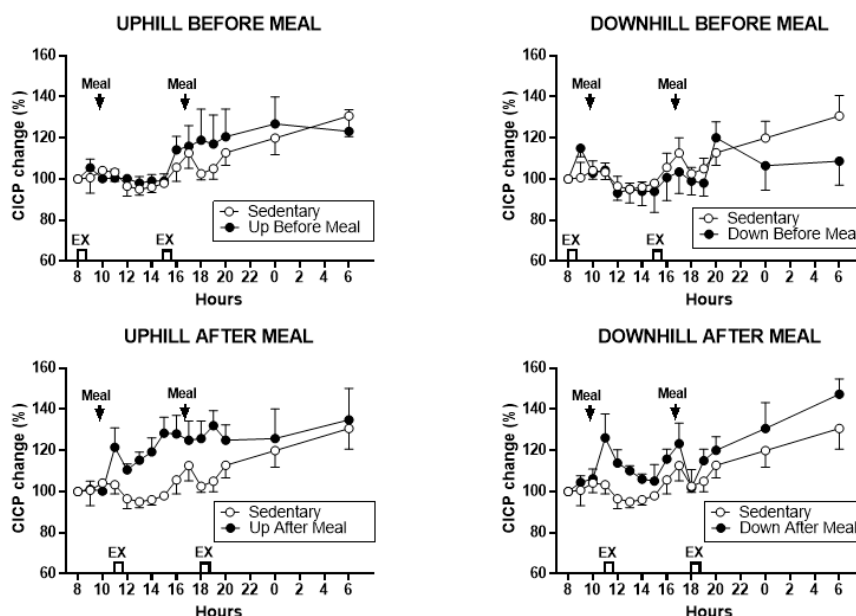 UPHILL BEFORE MEAL
160
140
120
100
80
60
CICP change (%)
Meal
Meal
Sedentary
Up Before Meal
EX
EX
8 10 12 14 16 18 20 22 0 2 4 6
Hours
DOWNHILL BEFORE MEAL
160
140
120
100
80
60
CICP change (%)
Meal
Meal
Sedentary
Down Before Meal
EX
EX
8 10 12 14 16 18 20 22 0 2 4 6
Hours
UPHILL AFTER MEAL
160
140
120
100
80
60
CICP change (%)
Meal
Meal
Sedentary
Up After Meal
EX
EX
8 10 12 14 16 18 20 22 0 2 4 6
Hours
DOWNHILL AFTER MEAL
160
140
120
100
80
60
CICP change (%)
Meal
Meal
Sedentary
Down After Meal
EX
EX
8 10 12 14 16 18 20 22 0 2 4 6
Hours